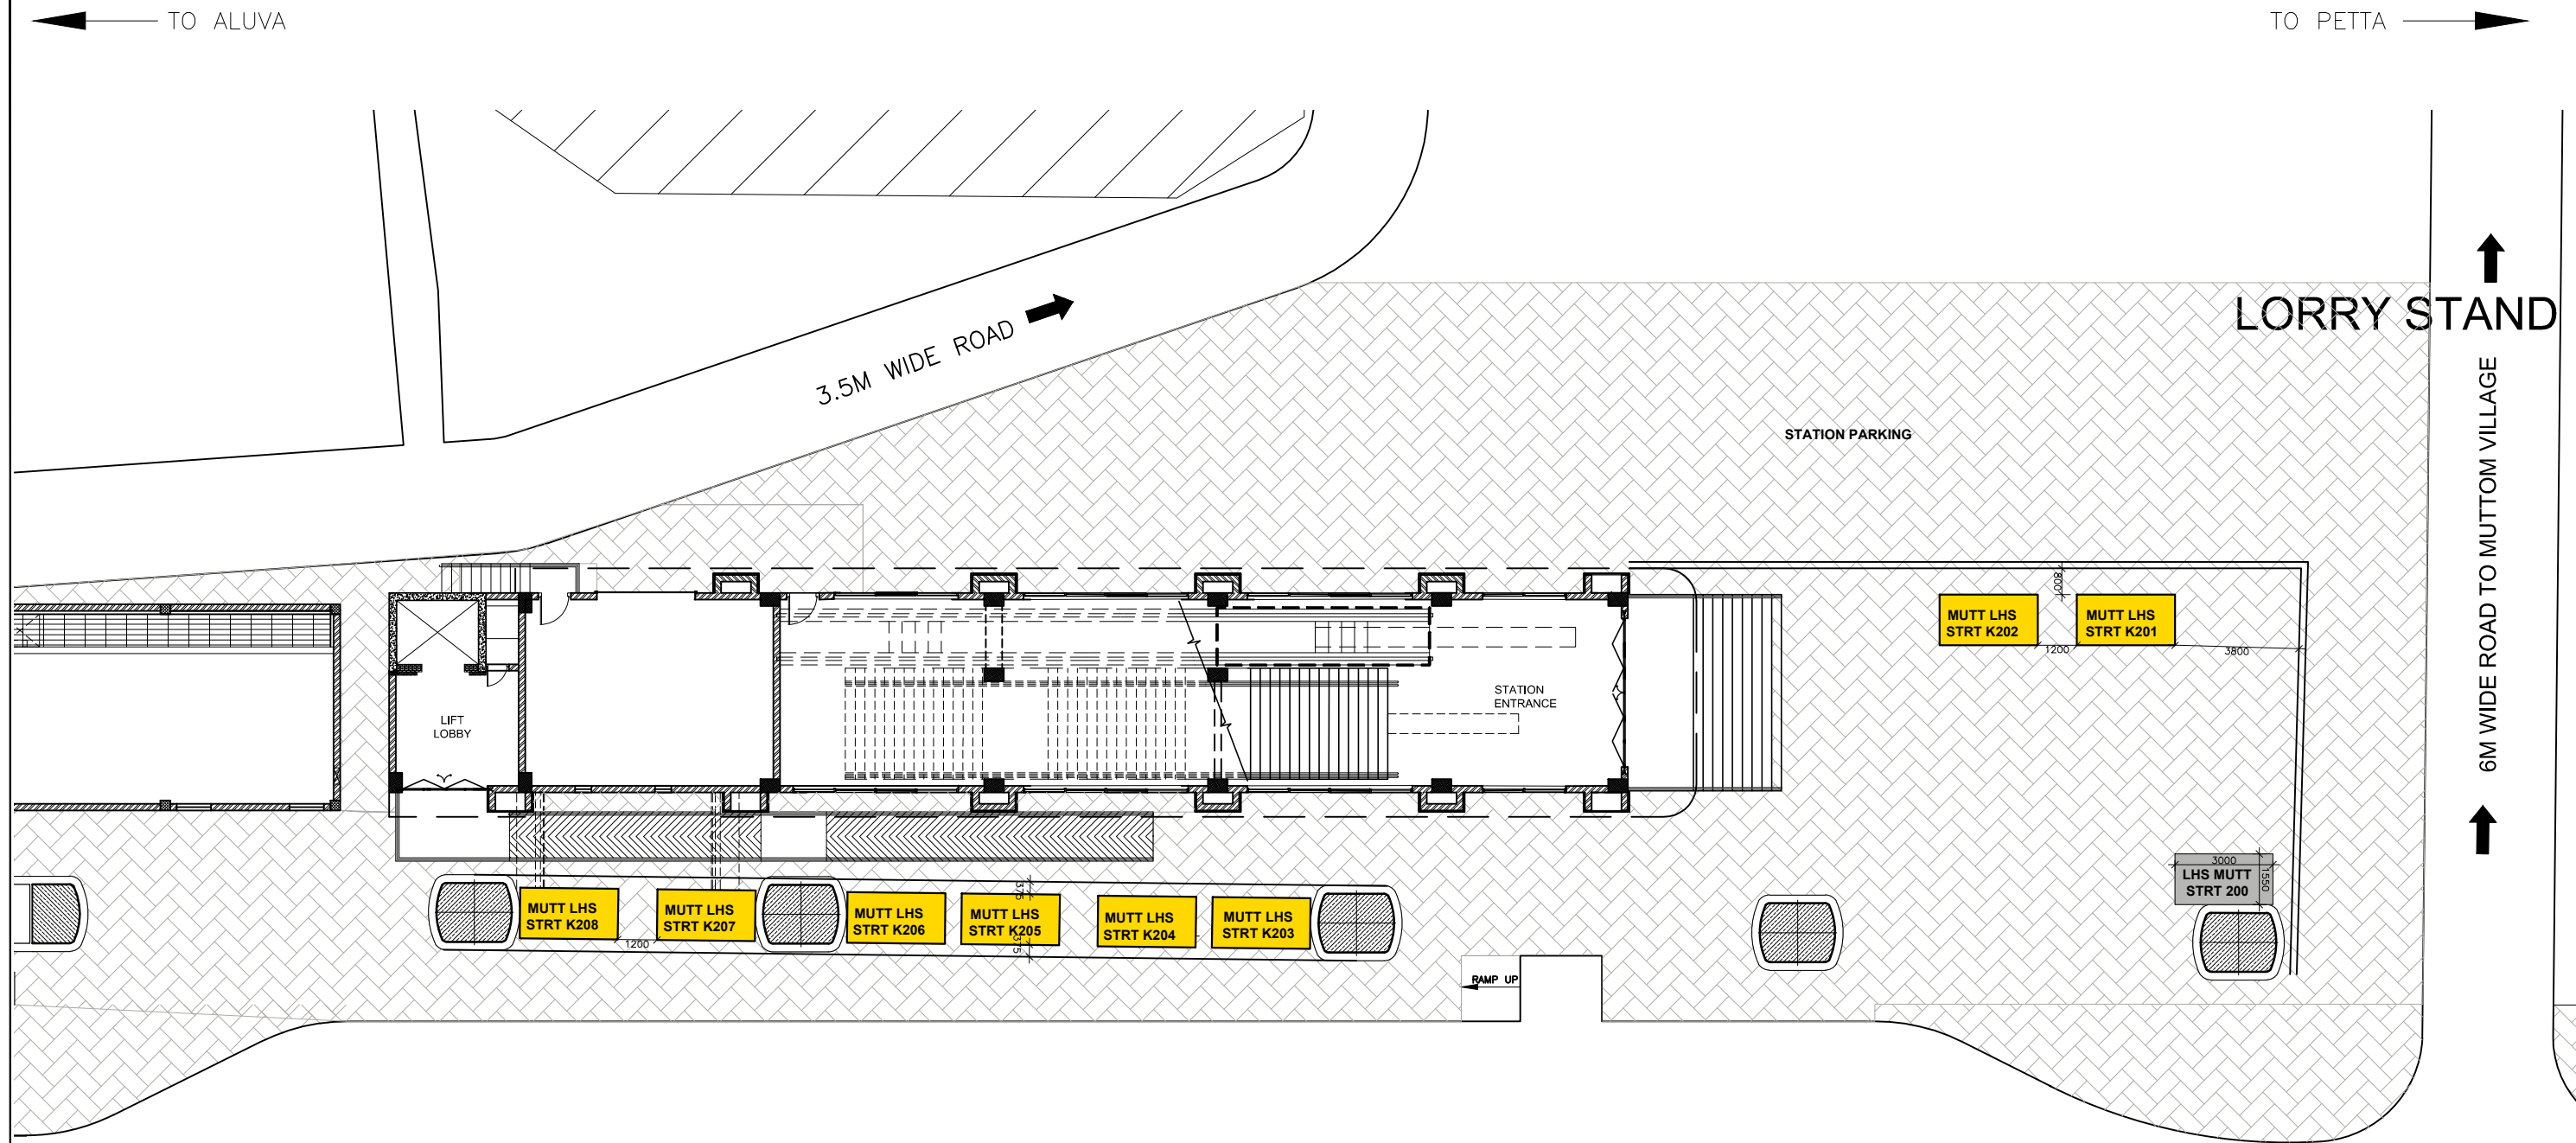 TO ALUVA
TO PETTA
LORRY STAND
3.5M WIDE ROAD
6M WIDE ROAD TO MUTTOM VILLAGE
STATION PARKING
800
MUTT LHS
STRT K202
MUTT LHS
STRT K201
1200
3800
STATION
ENTRANCE
LIFT
LOBBY
3000
1550
LHS MUTT
STRT 200
MUTT LHS
STRT K208
1200
MUTT LHS
STRT K207
MUTT LHS
STRT K206
375
MUTT LHS
STRT K205
375
MUTT LHS
STRT K204
MUTT LHS
STRT K203
RAMP UP